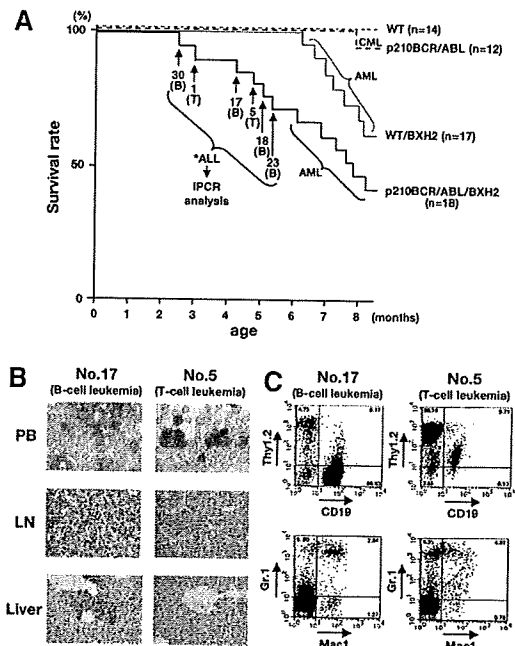 A
(%)
100
50
0
Survival rate
0 1 2 3 4 5 6 7 8 (months)
age
WT (n=14)
CML
p210BCR/ABL (n=12)
AML
WT/BXH2 (n=17)
p210BCR/ABL/BXH2
(n=18)
AML
30
(B)
1
(T)
17
(B)
5
(T)
18
(B)
23
(B)
*ALL
IPCR
analysis
B
No.17
(B-cell leukemia)
No.5
(T-cell leukemia)
PB
LN
Liver
C
No.17
(B-cell leukemia)
No.5
(T-cell leukemia)
Thy1.2
CD19
Thy1.2
CD19
Gr.1
Mac1
Gr.1
Mac1